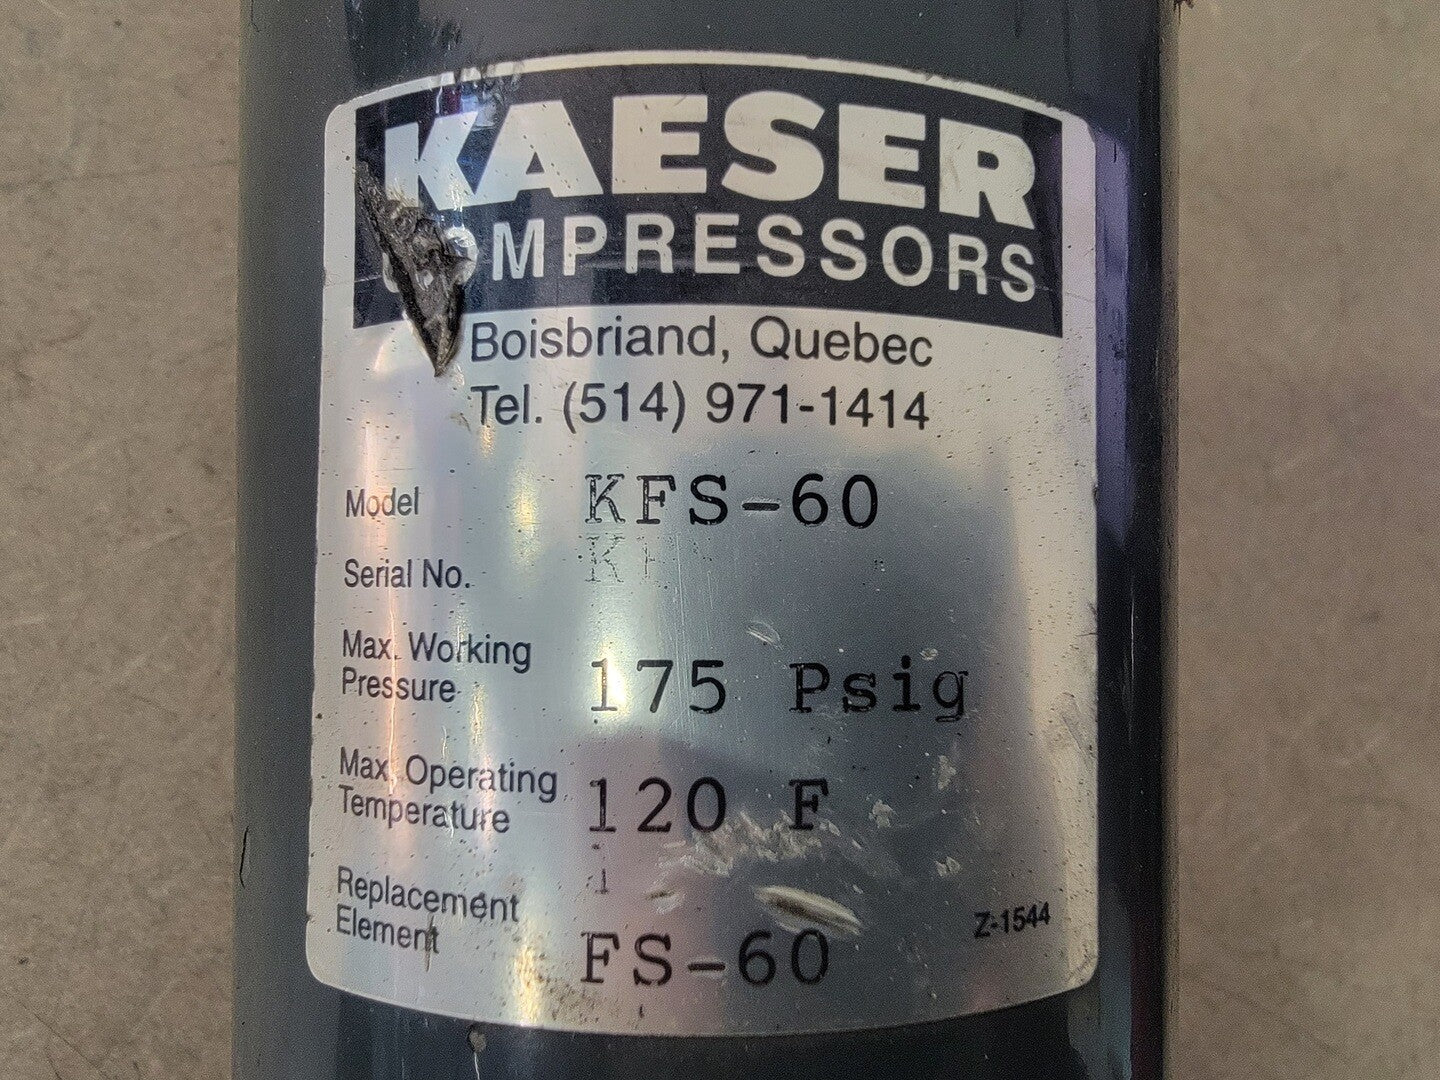 KAESER
COMPRESSORS
Boisbriand, Quebec
Tel. (514) 971-1414
Model KFS-60
Serial No. KF
Max. Working
Pressure 175 Psig
Max. Operating
Temperature 120 F
Replacement
Element FS-60
Z-1544